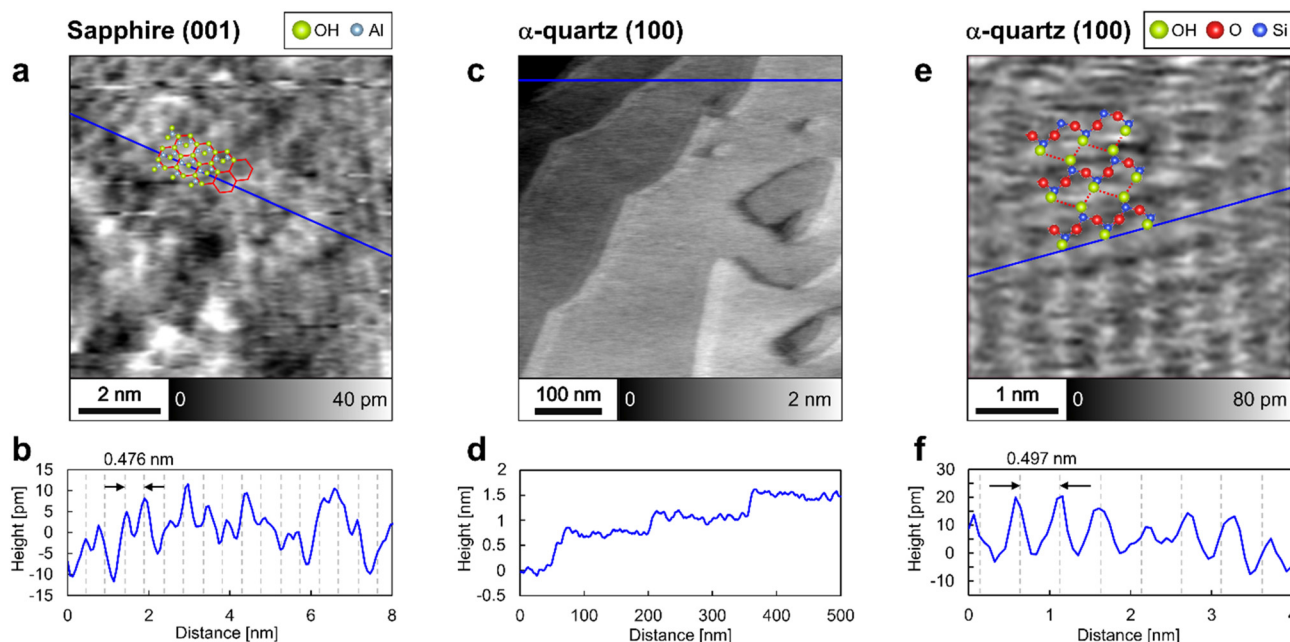 Sapphire (001)
OH Al
α-quartz (100)
α-quartz (100)
OH O Si
a
c
e
2 nm
0
40 pm
100 nm
0
2 nm
1 nm
0
80 pm
b
0.476 nm
15
10
5
0
-5
-10
-15
Height [pm]
0
2
4
6
8
Distance [nm]
d
2
1.5
1
0.5
0
-0.5
Height [nm]
0
100
200
300
400
500
Distance [nm]
f
0.497 nm
30
20
10
0
-10
Height [pm]
0
1
2
3
4
Distance [nm]